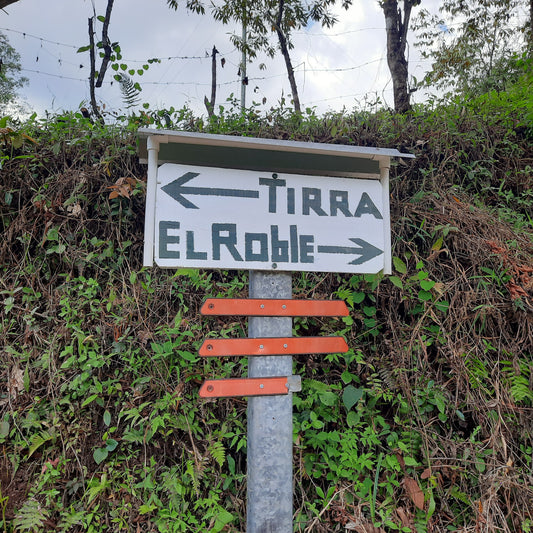 ← TIRRA
ElRoble →